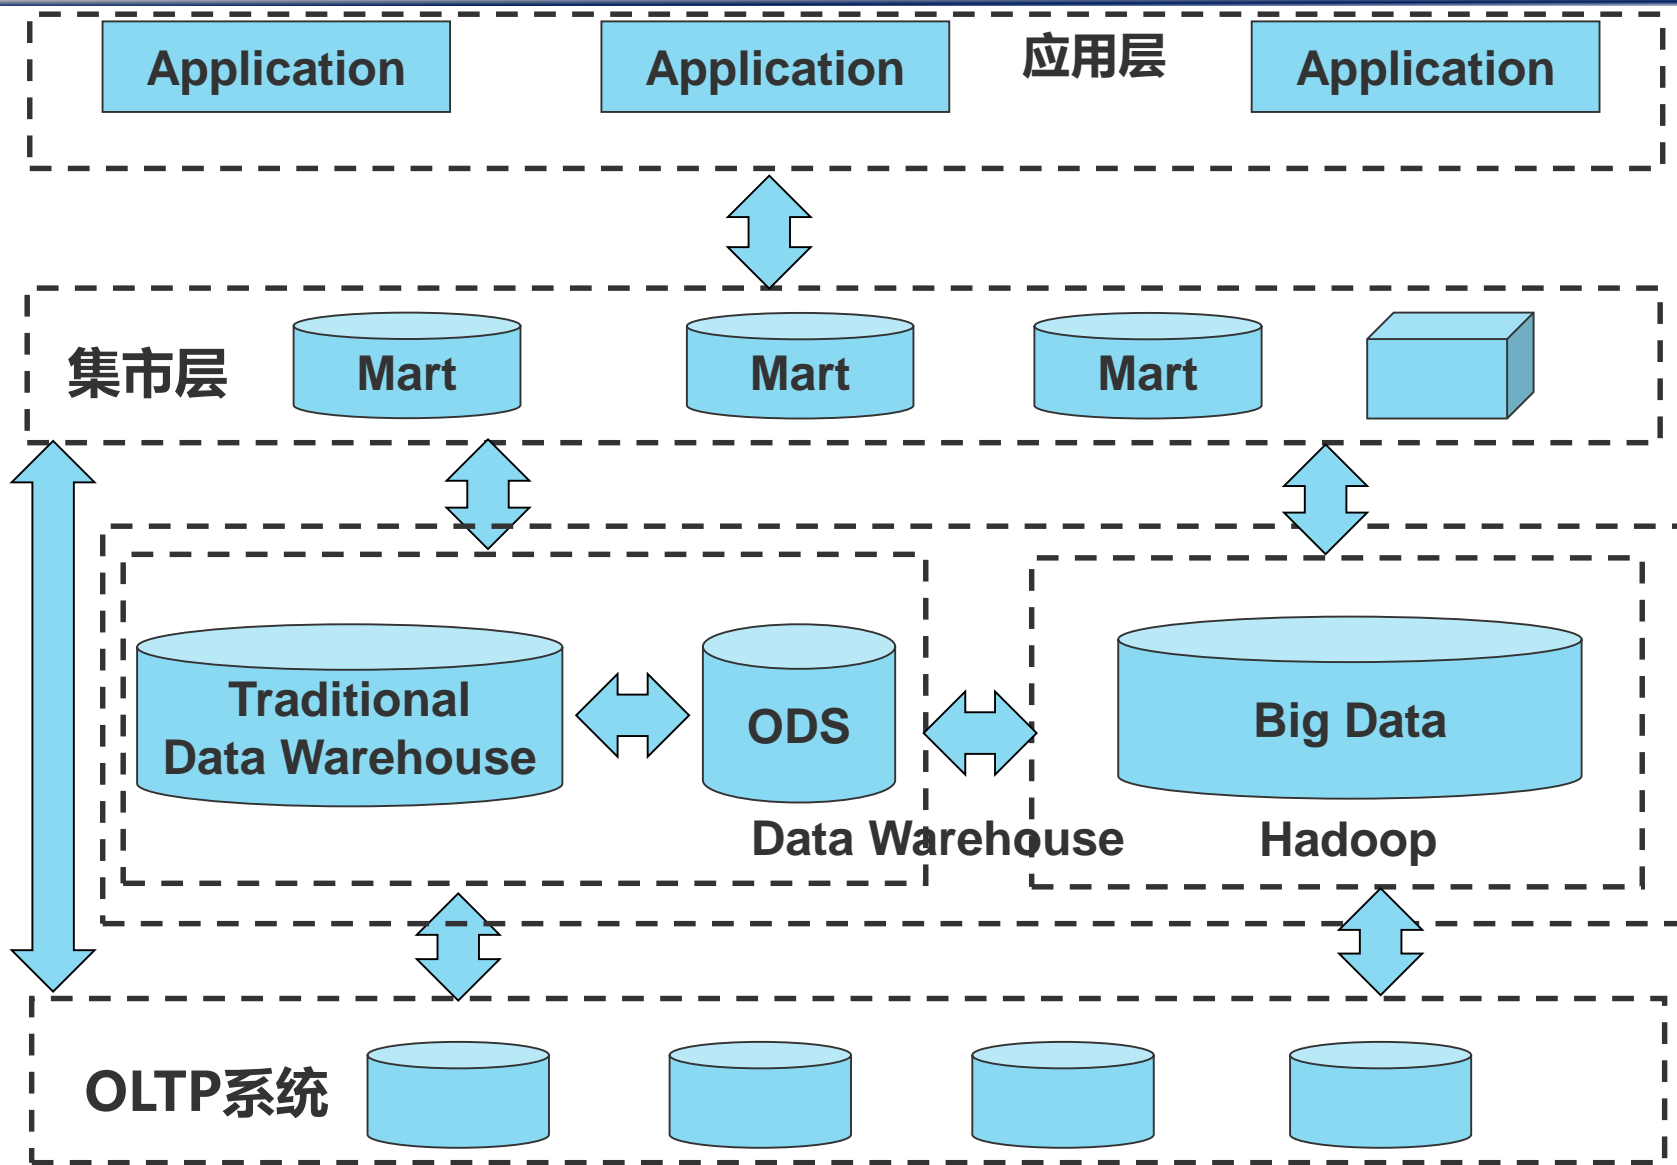 Application
Application
应用层
Application
集市层
Mart
Mart
Mart
Traditional
Data Warehouse
ODS
Big Data
Data Warehouse
Hadoop
OLTP系统